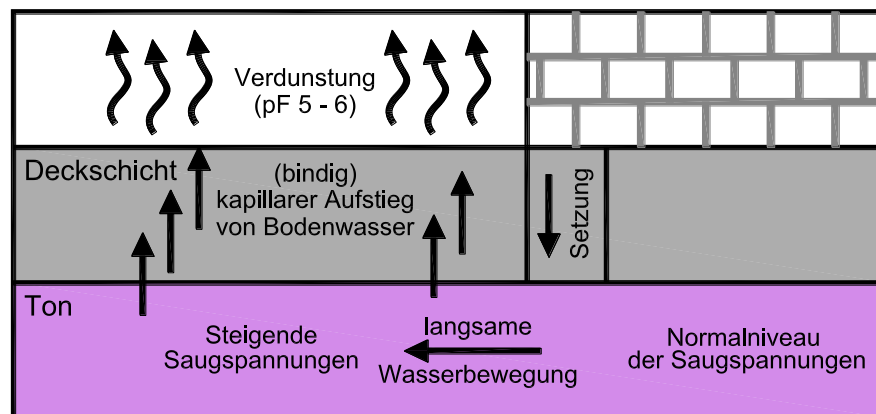 Verdunstung
(pF 5 - 6)
Deckschicht
(bindig)
kapillarer Aufstieg
von Bodenwasser
Setzung
Ton
Steigende
Saugspannungen
langsame
Wasserbewegung
Normalniveau
der Saugspannungen